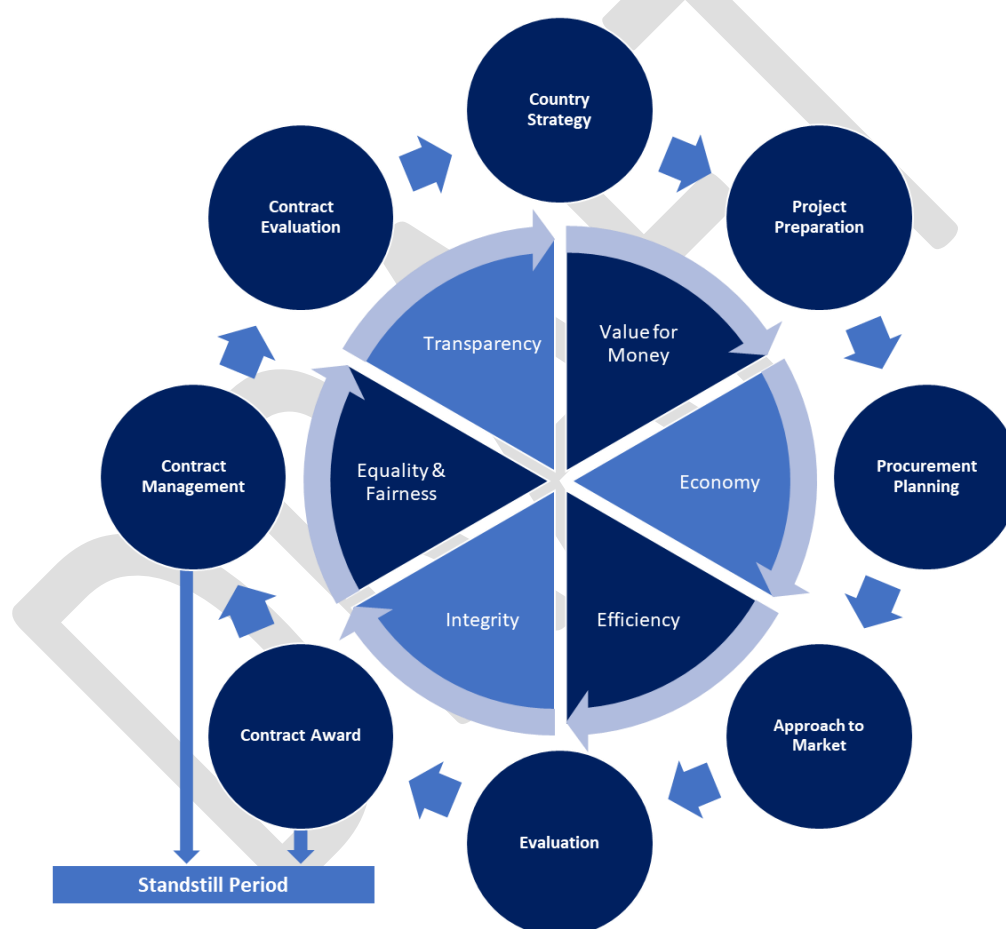 Country
Strategy
Project
Preparation
Procurement
Planning
Approach to
Market
Evaluation
Contract Award
Contract
Management
Contract
Evaluation
Value for
Money
Economy
Efficiency
Integrity
Equality &
Fairness
Transparency
Standstill Period